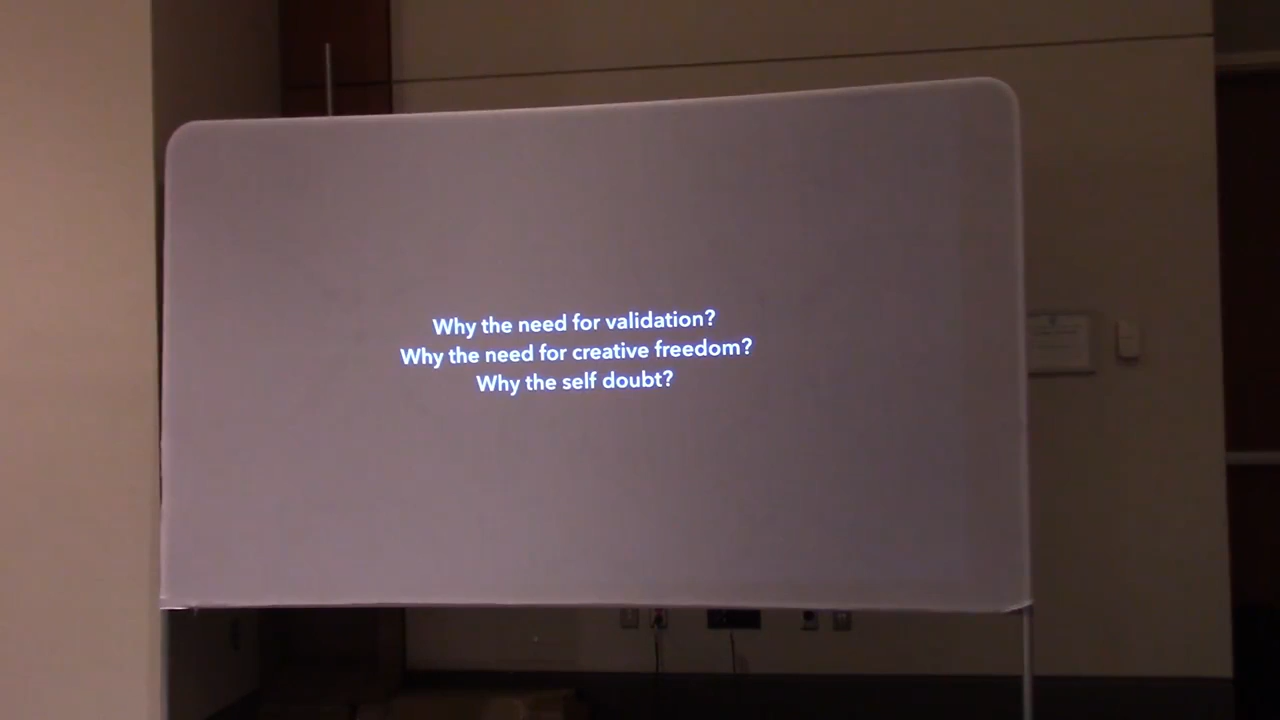 Why the need for validation?
Why the need for creative freedom?
Why the self doubt?